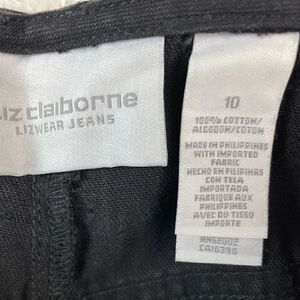 liz claiborne
LIZWEAR JEANS
10
100% COTTON/
ALGODON/COTON
MADE IN PHILIPPINES
WITH IMPORTED
FABRIC
HECHO EN FILIPINAS
CON TELA
IMPORTADA
FABRIQUE AUX
PHILIPPINES
AVEC DU TISSU
IMPORTE
CA16396